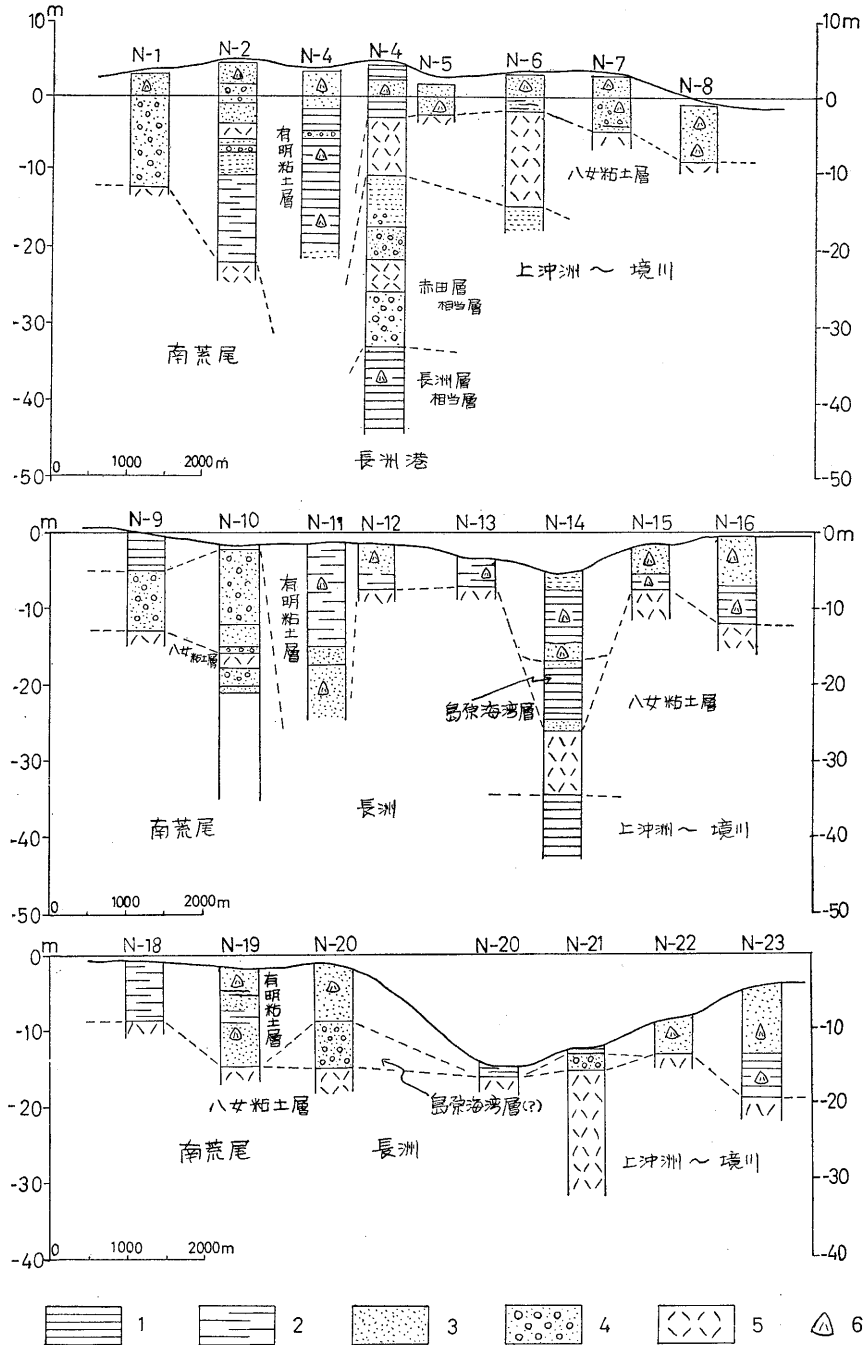 10m
10m
N-1
N-2
N-4
N-4
N-5
N-6
N-7
N-8
0
0
-10
-10
-20
-20
-30
-30
-40
-40
-50
-50
有明粘土層
八女粘土層
上沖洲〜境川
赤田層
相当層
南荒尾
長洲層
相当層
長洲港
0 1000 2000m
m
0
0m
N-9
N-10
N-11
N-12
N-13
N-14
N-15
N-16
-10
-10
-20
-20
-30
-30
-40
-40
-50
-50
有明粘土層
八女粘土層
島原海湾層
八女粘土層
長洲
南荒尾
上沖洲〜境川
0 1000 2000m
m
0
0
N-18
N-19
N-20
N-20
N-21
N-22
N-23
-10
-10
-20
-20
-30
-30
-40
-40
有明粘土層
八女粘土層
島原海湾層(?)
南荒尾
長洲
上沖洲〜境川
0 1000 2000m
1
2
3
4
5
6